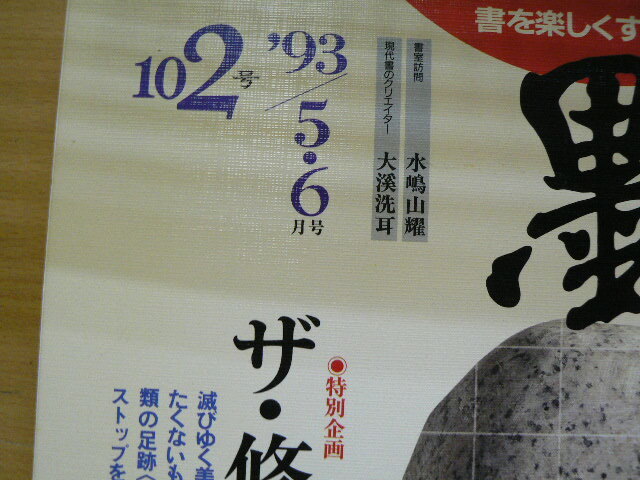 書を楽しくす
墨
102号
'93/5・6
月号
書室訪問 水嶋山耀
現代書のクリエイター 大溪洗耳
◉特別企画
ザ・修
滅びゆく美
たくないも
類の足跡〈
ストップを